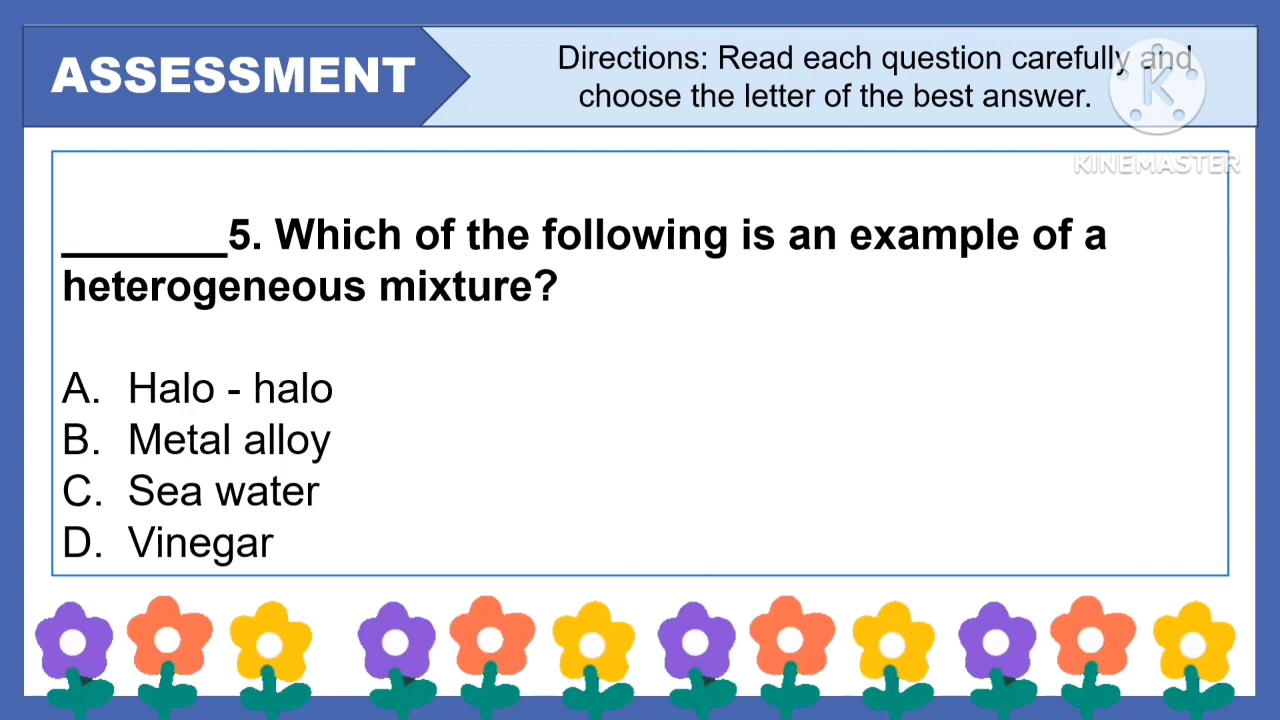 ASSESSMENT
Directions: Read each question carefully and
choose the letter of the best answer.
K
KINEMASTER
_______5. Which of the following is an example of a
heterogeneous mixture?
A. Halo - halo
B. Metal alloy
C. Sea water
D. Vinegar